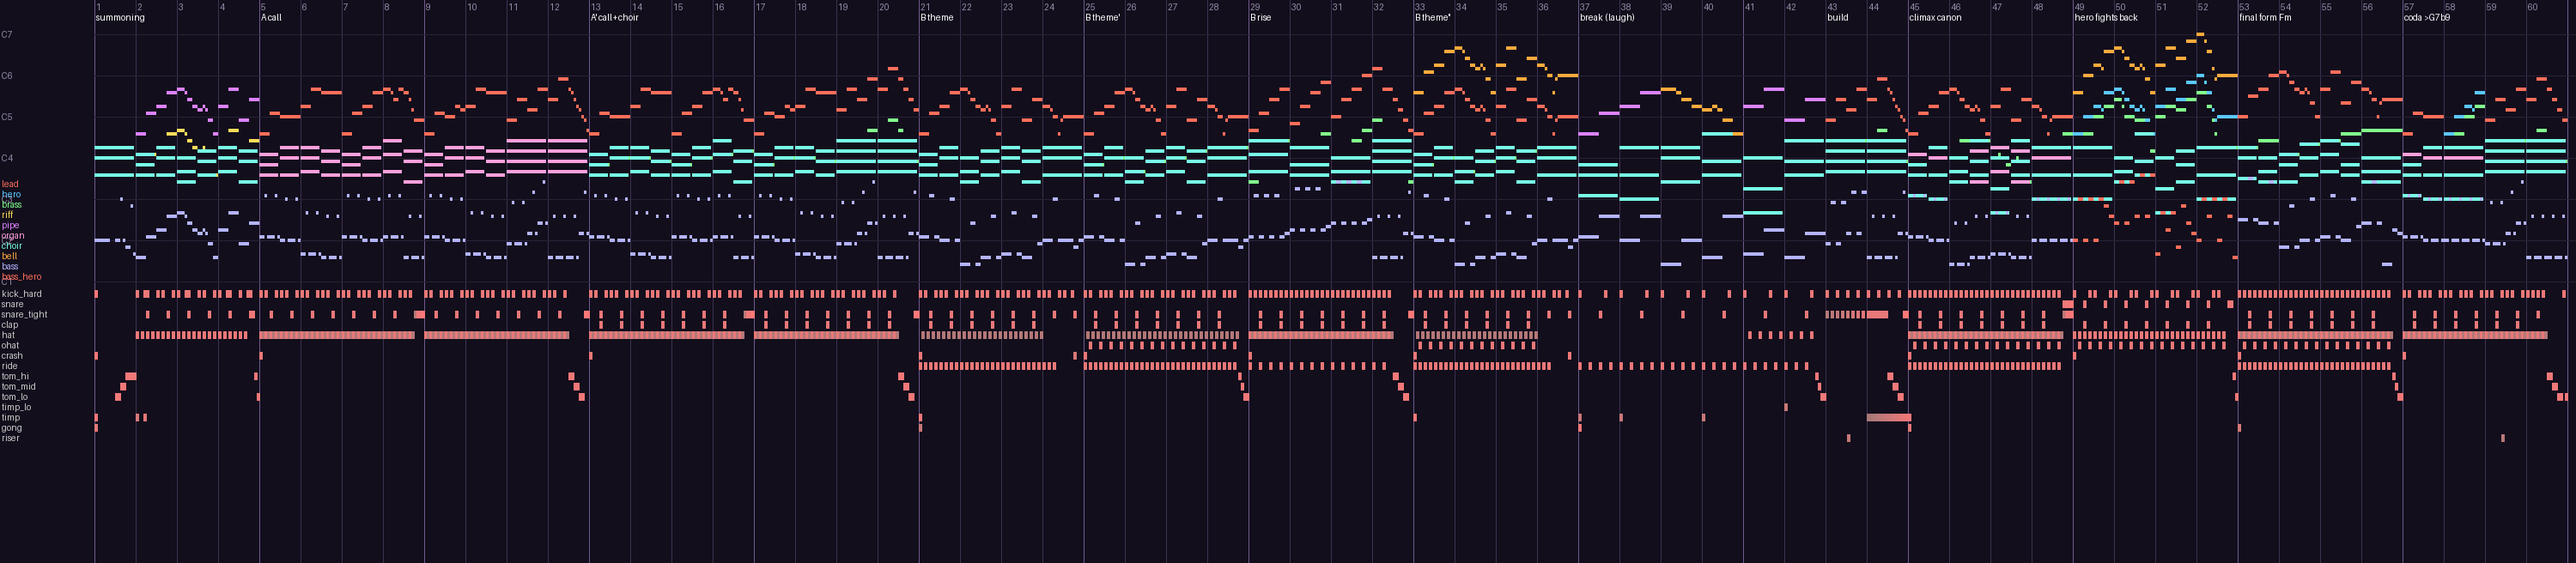 1 2 3 4 5 6 7 8 9 10 11 12 13 14 15 16 17 18 19 20 21 22 23 24 25 26 27 28 29 30 31 32 33 34 35 36 37 38 39 40 41 42 43 44 45 46 47 48 49 50 51 52 53 54 55 56 57 58 59 60
summoning A call A' call+choir B theme B theme' B rise B theme" break (laugh) build climax canon hero fights back final form Fm coda >G7b9
C7
C6
C5
C4
lead
hero
brass
riff
pipe
organ
choir
bell
bass
bass_hero
C1
kick_hard
snare
snare_tight
clap
hat
ohat
crash
ride
tom_hi
tom_mid
tom_lo
timp_lo
timp
gong
riser